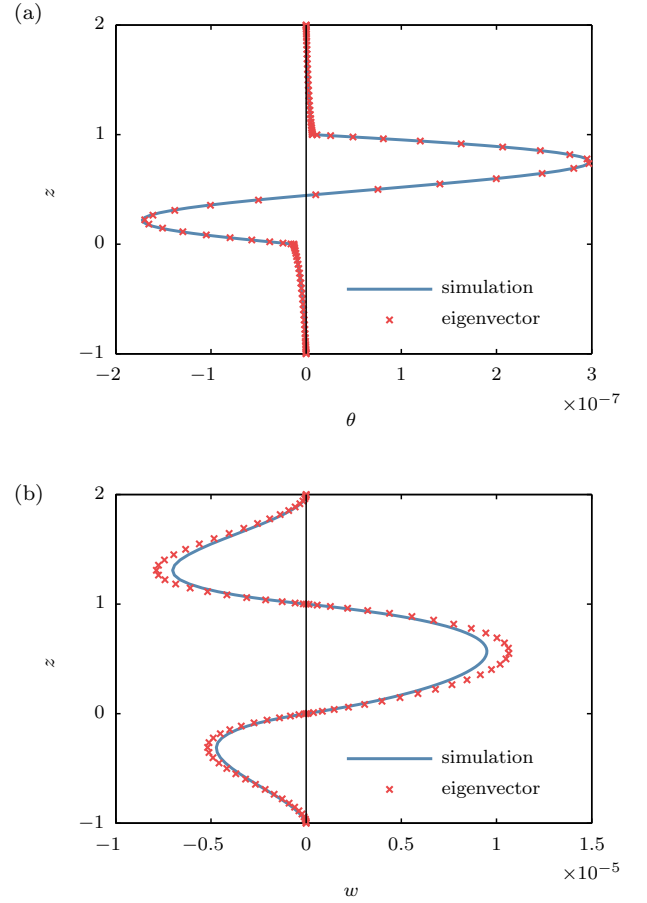 (a)
2
1
z
0
simulation
eigenvector
−1
−2 −1 0 1 2 3
×10⁻⁷
θ
(b)
2
1
z
0
simulation
eigenvector
−1
−1 −0.5 0 0.5 1 1.5
×10⁻⁵
w